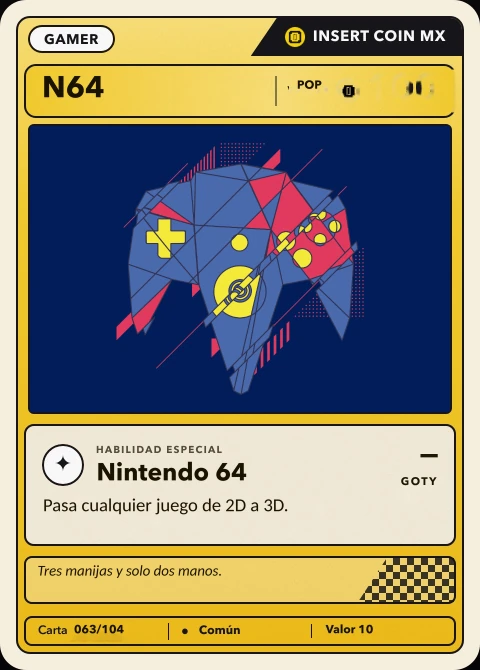 GAMER
INSERT COIN MX
N64
POP
HABILIDAD ESPECIAL
Nintendo 64
— GOTY
Pasa cualquier juego de 2D a 3D.
Tres manijas y solo dos manos.
Carta 063/104 • Común Valor 10